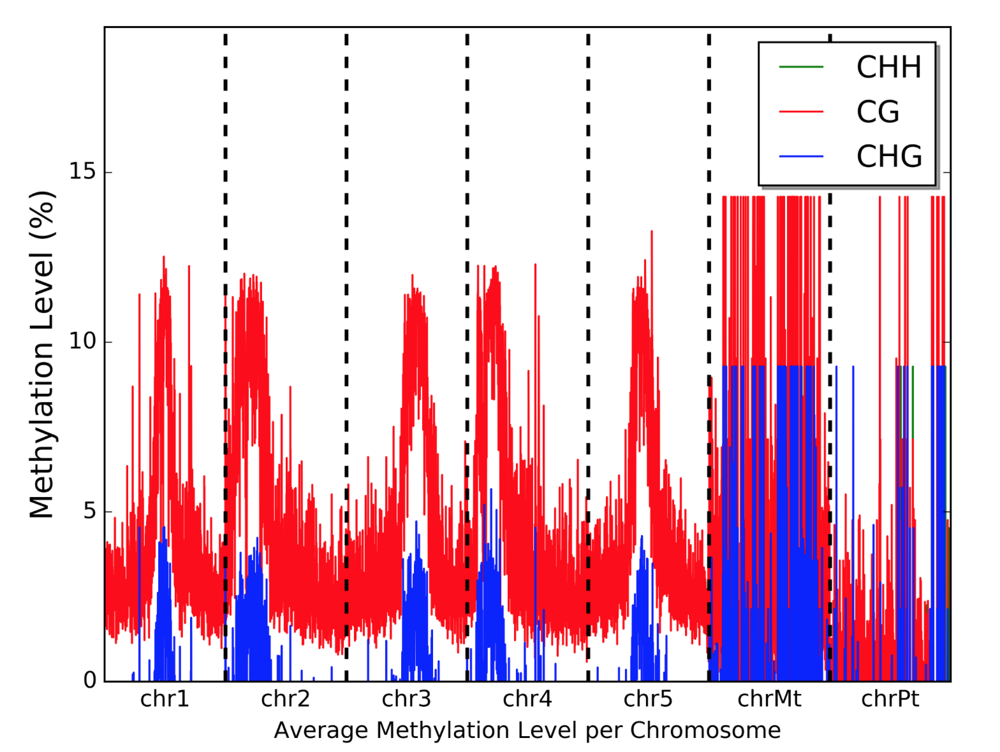 CHH
CG
CHG
Methylation Level (%)
15
10
5
0
chr1 chr2 chr3 chr4 chr5 chrMt chrPt
Average Methylation Level per Chromosome